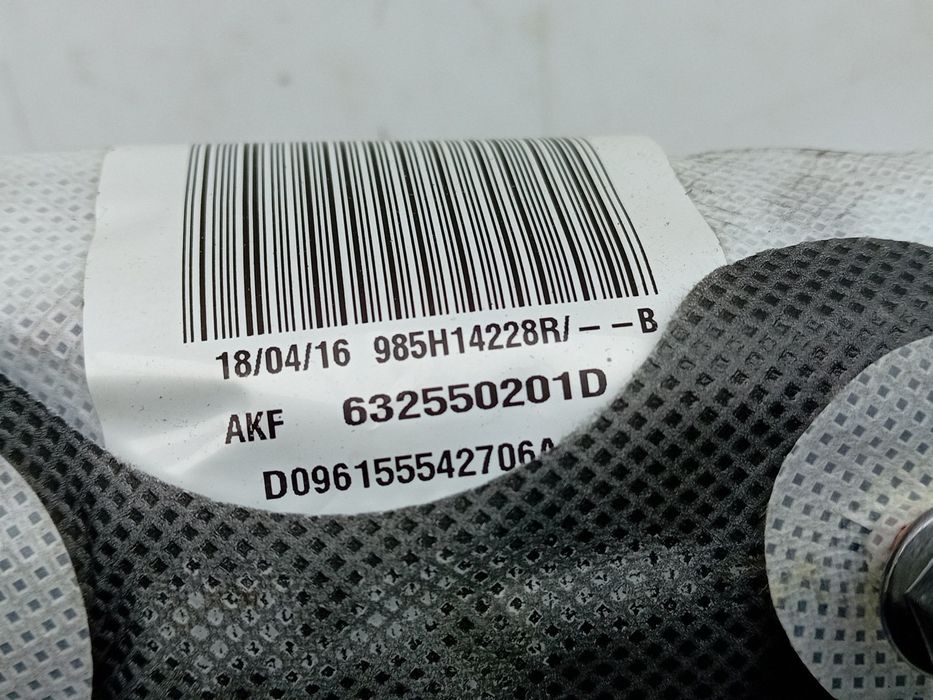 18/04/16 985H14228R/--B
AKF 632550201D
D096155542706A